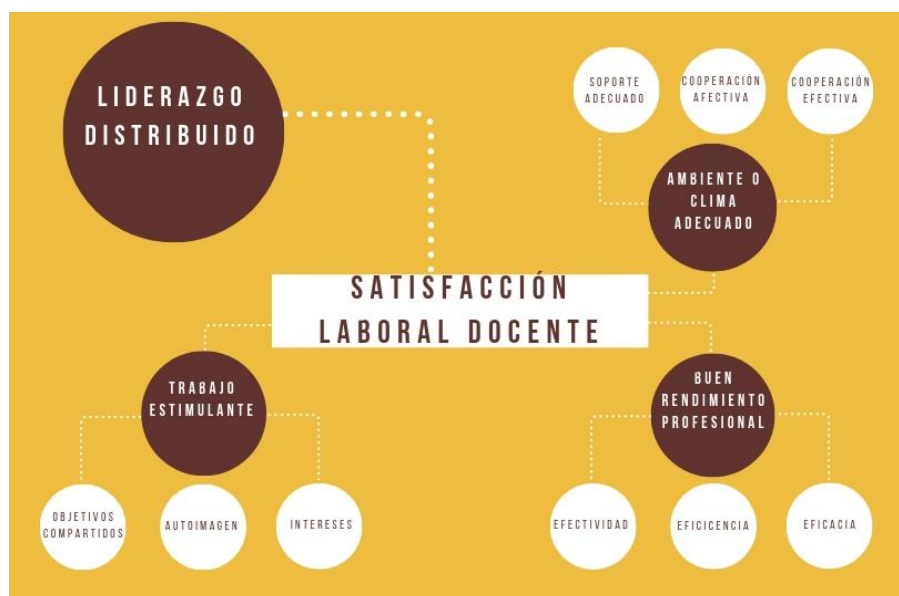 LIDERAZGO
DISTRIBUIDO
SOPORTE
ADECUADO
COOPERACIÓN
AFECTIVA
COOPERACIÓN
EFECTIVA
AMBIENTE O
CLIMA
ADECUADO
SATISFACCIÓN
LABORAL DOCENTE
TRABAJO
ESTIMULANTE
OBJETIVOS
COMPARTIDOS
AUTOIMAGEN
INTERESES
BUEN
RENDIMIENTO
PROFESIONAL
EFECTIVIDAD
EFICICENCIA
EFICACIA